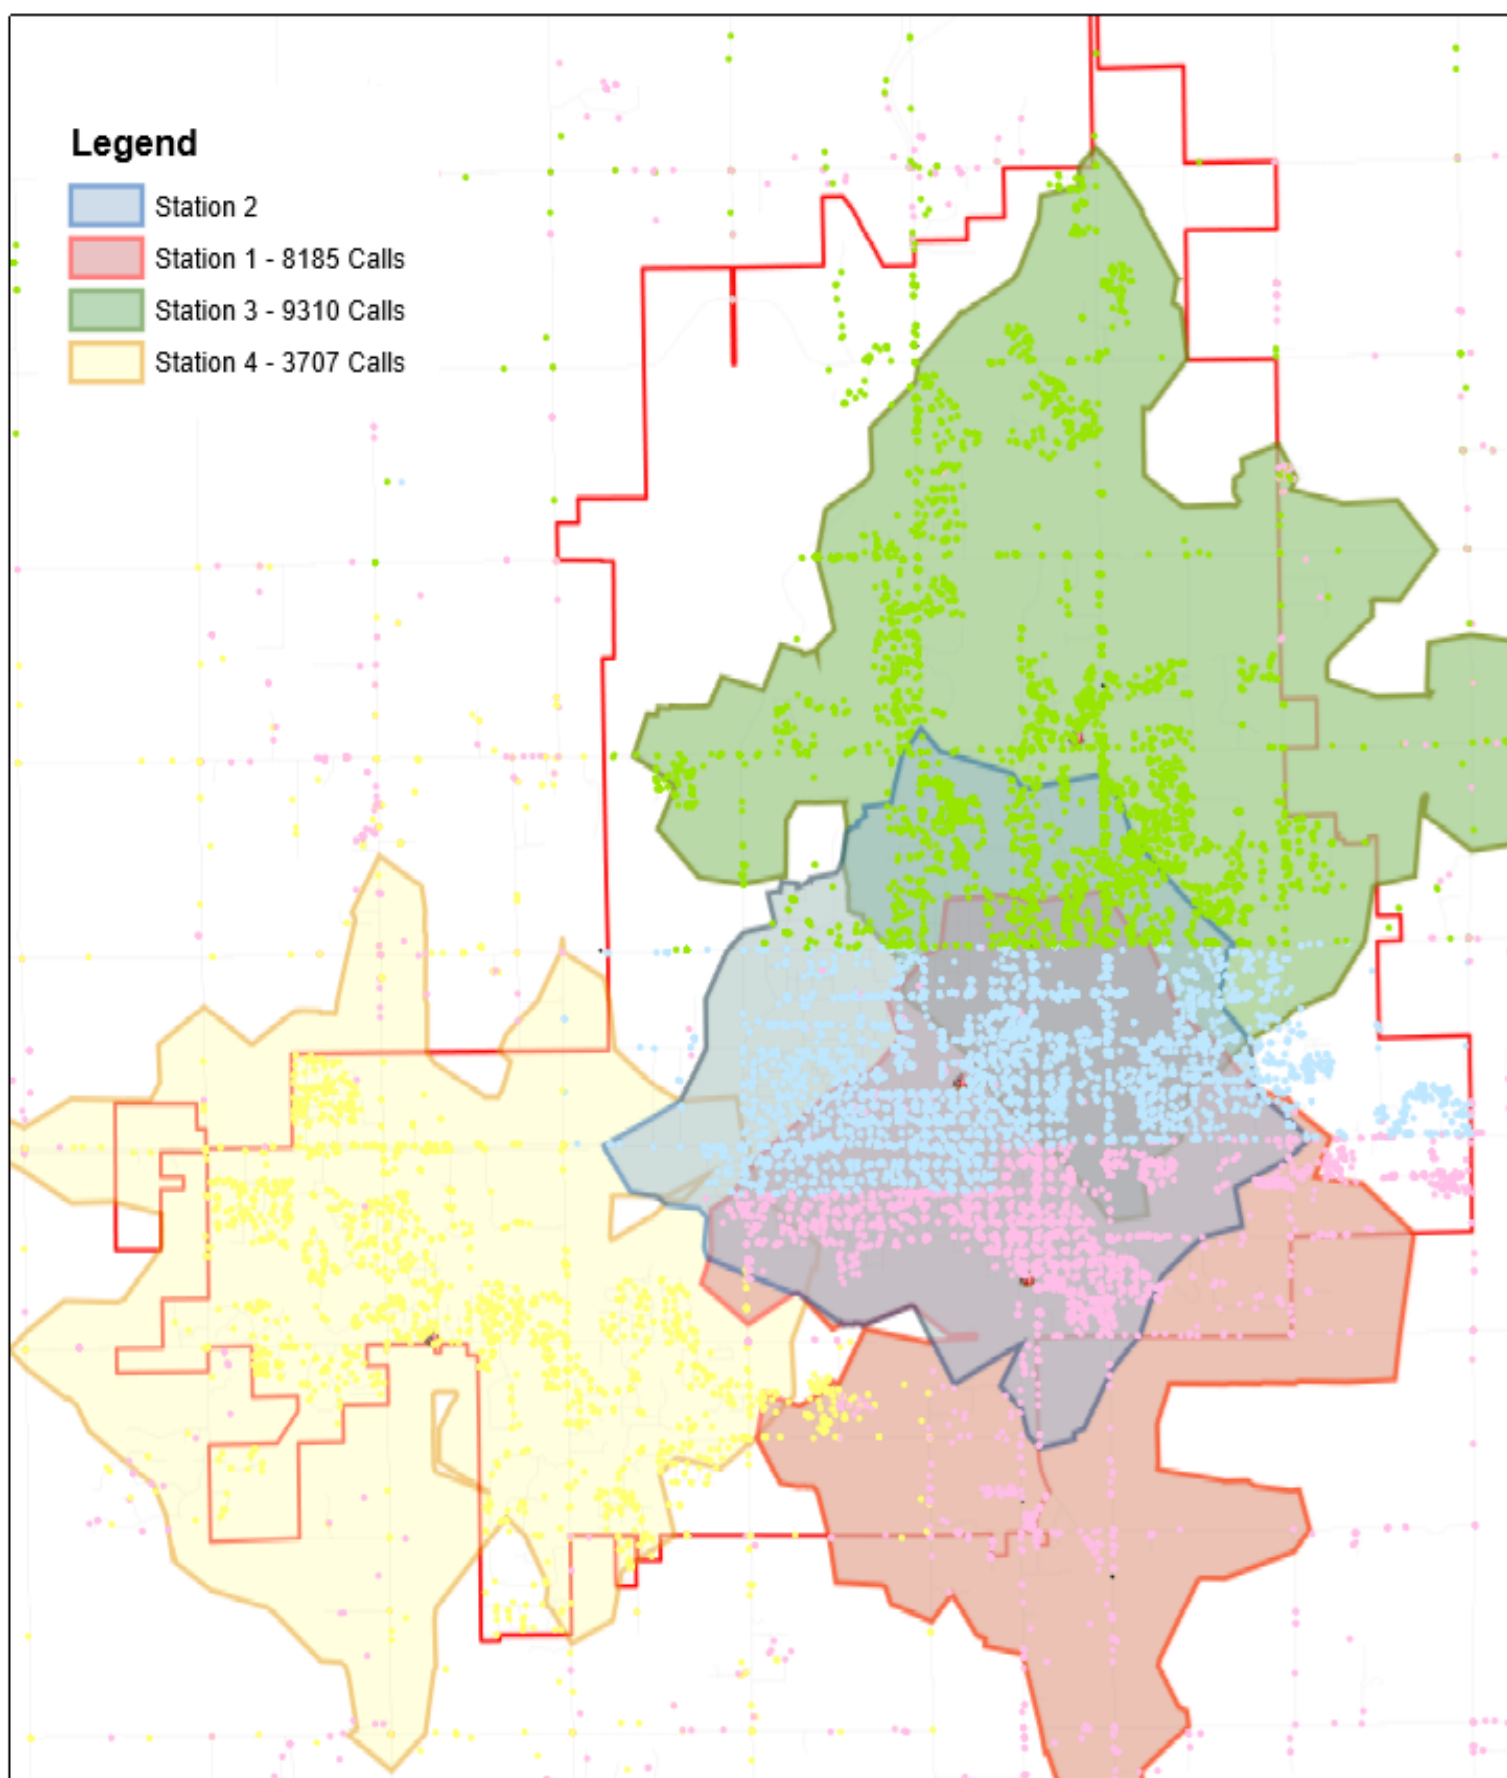 Legend
Station 2
Station 1 - 8185 Calls
Station 3 - 9310 Calls
Station 4 - 3707 Calls